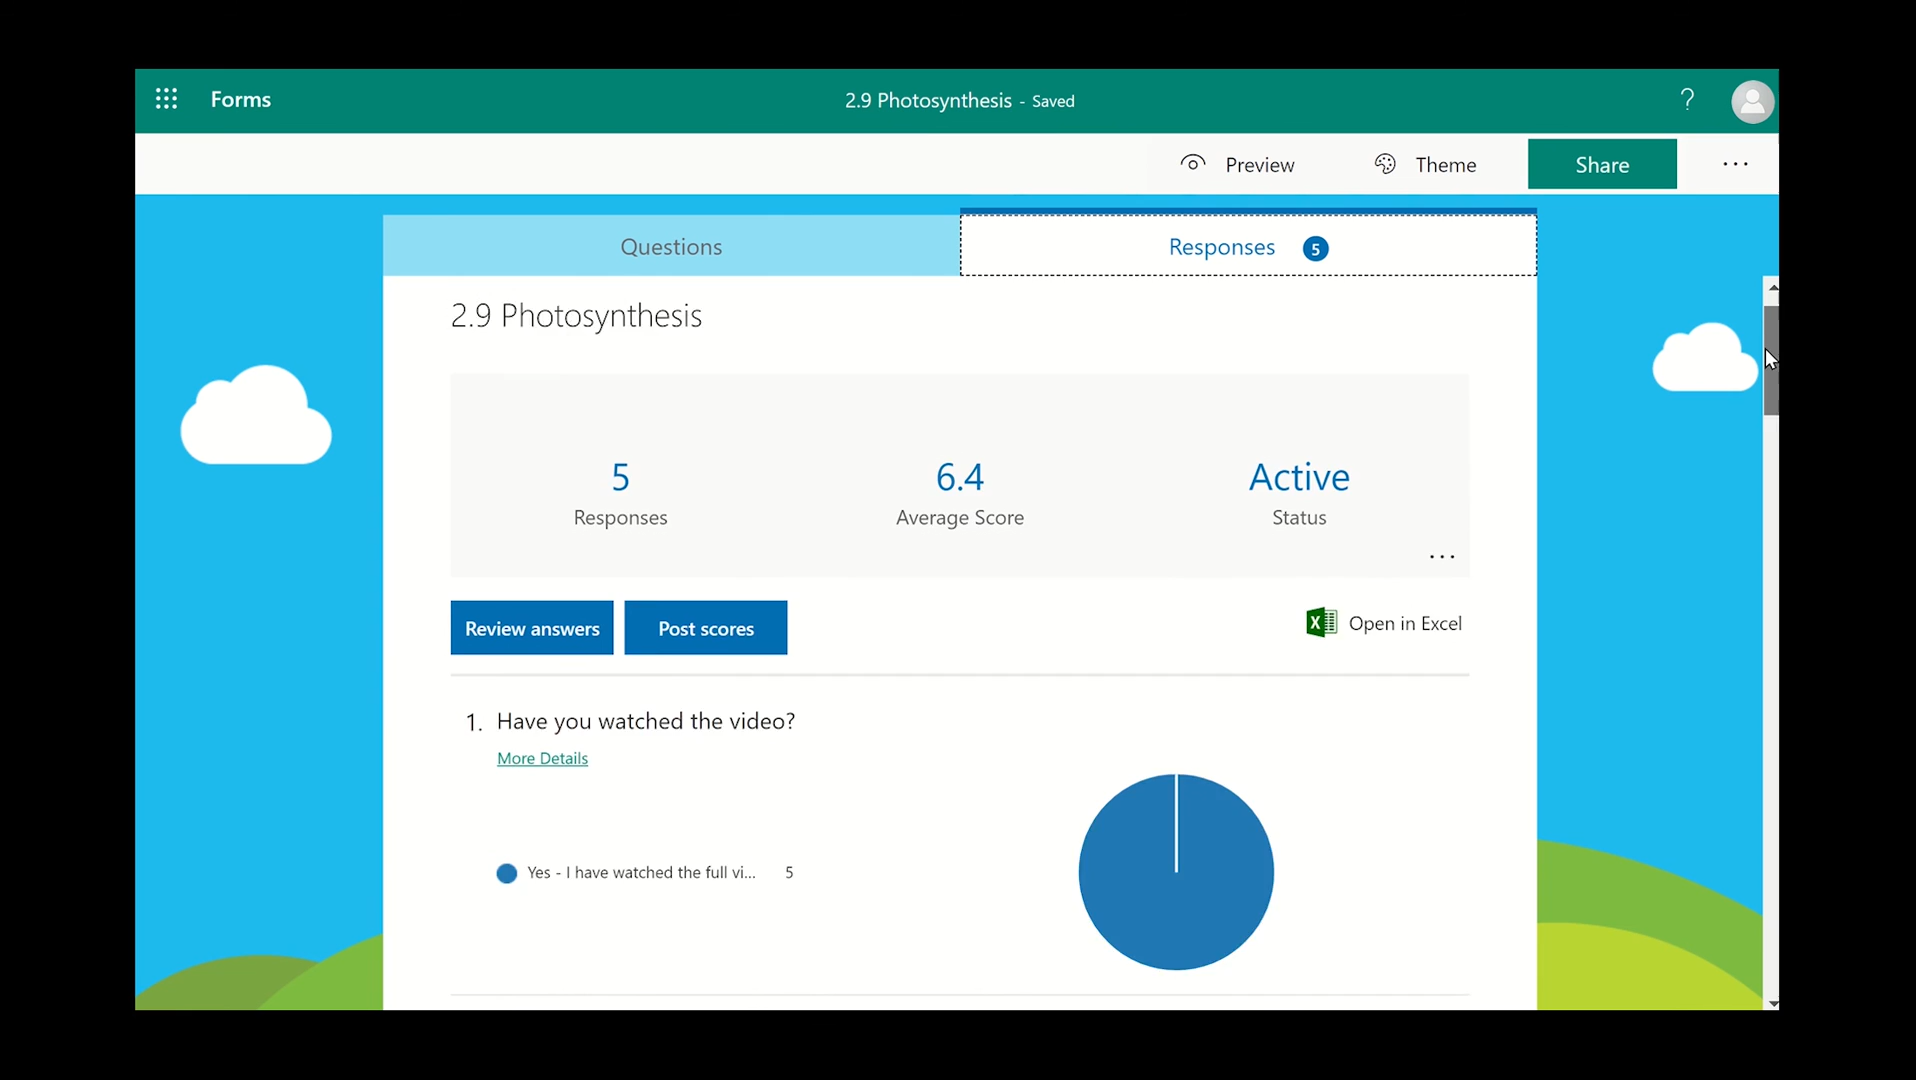 Forms
2.9 Photosynthesis - Saved
?
Preview
Theme
Share
...
Questions
Responses 5
2.9 Photosynthesis
5
Responses
6.4
Average Score
Active
Status
...
Review answers
Post scores
X
Open in Excel
1. Have you watched the video?
More Details
Yes - I have watched the full vi... 5